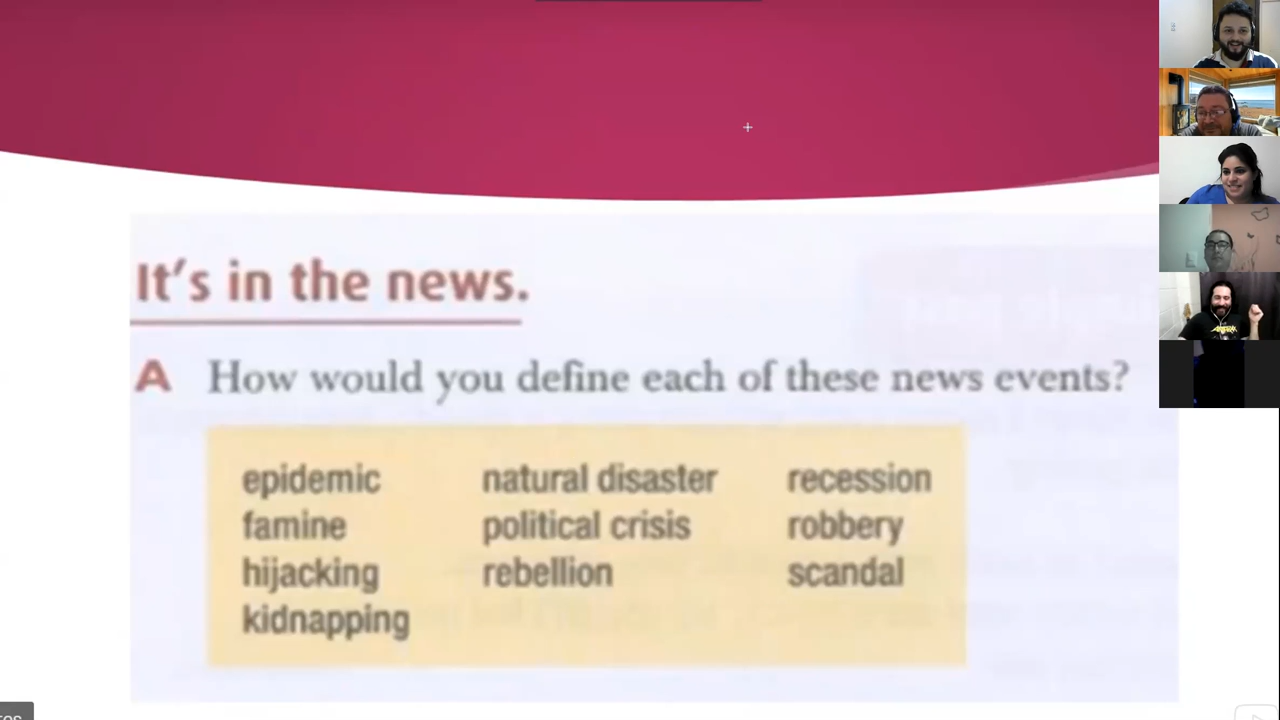 It's in the news.
A How would you define each of these news events?
epidemic natural disaster recession
famine political crisis robbery
hijacking rebellion scandal
kidnapping